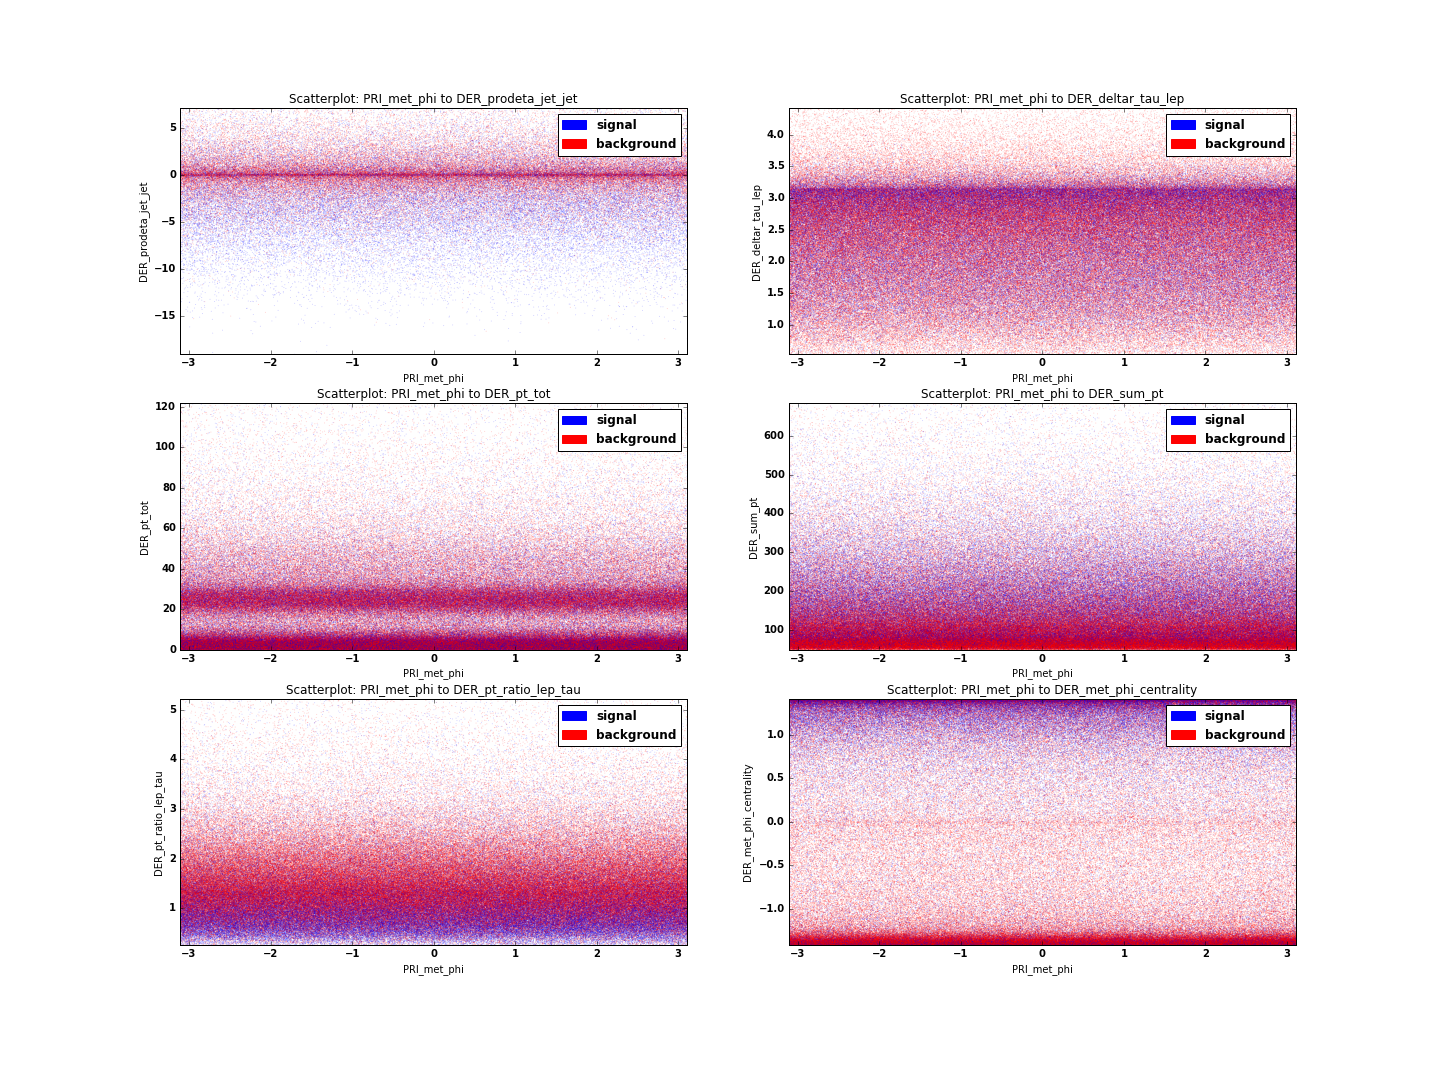 Scatterplot: PRI_met_phi to DER_prodeta_jet_jet
signal
background
5
0
−5
−10
−15
DER_prodeta_jet_jet
−3 −2 −1 0 1 2 3
PRI_met_phi
Scatterplot: PRI_met_phi to DER_deltar_tau_lep
signal
background
4.0
3.5
3.0
2.5
2.0
1.5
1.0
DER_deltar_tau_lep
−3 −2 −1 0 1 2 3
PRI_met_phi
Scatterplot: PRI_met_phi to DER_pt_tot
signal
background
120
100
80
60
40
20
0
DER_pt_tot
−3 −2 −1 0 1 2 3
PRI_met_phi
Scatterplot: PRI_met_phi to DER_sum_pt
signal
background
600
500
400
300
200
100
DER_sum_pt
−3 −2 −1 0 1 2 3
PRI_met_phi
Scatterplot: PRI_met_phi to DER_pt_ratio_lep_tau
signal
background
5
4
3
2
1
DER_pt_ratio_lep_tau
−3 −2 −1 0 1 2 3
PRI_met_phi
Scatterplot: PRI_met_phi to DER_met_phi_centrality
signal
background
1.0
0.5
0.0
−0.5
−1.0
DER_met_phi_centrality
−3 −2 −1 0 1 2 3
PRI_met_phi